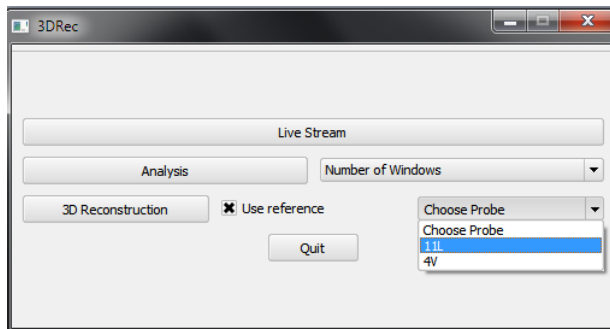 3DRec
Live Stream
Analysis
Number of Windows
3D Reconstruction
Use reference
Choose Probe
Choose Probe
11L
4V
Quit